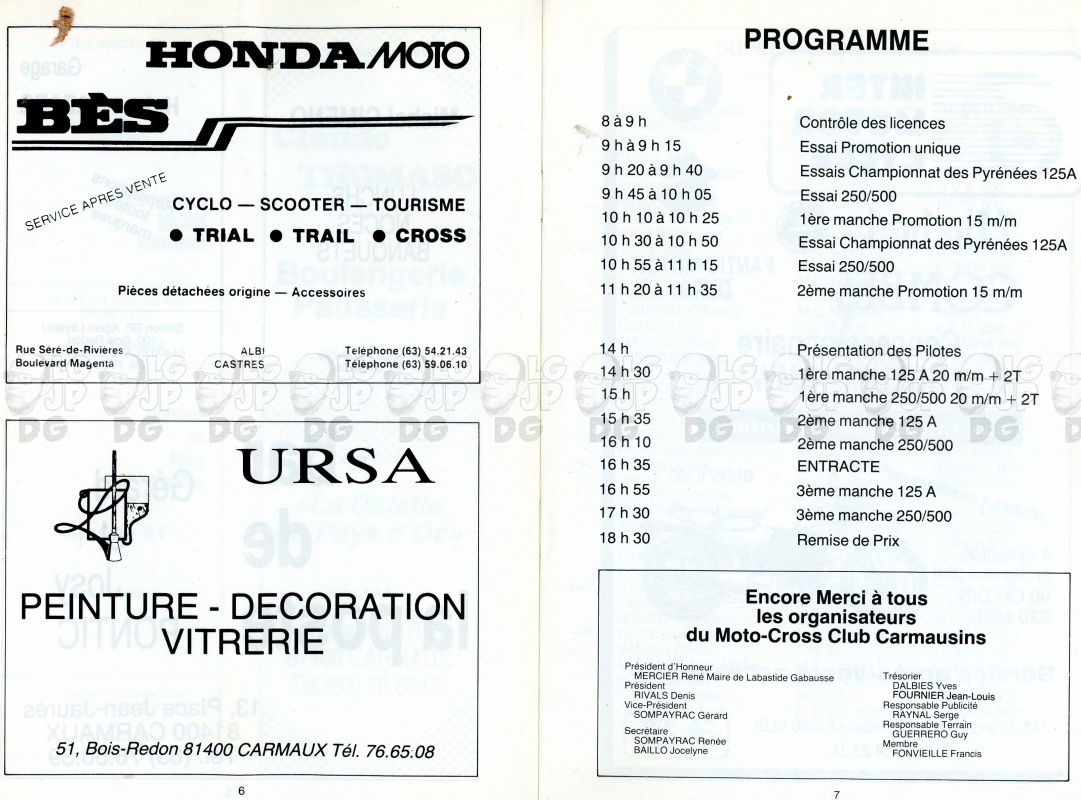 HONDA MOTO
BÈS
SERVICE APRES VENTE
CYCLO — SCOOTER — TOURISME
● TRIAL ● TRAIL ● CROSS
Pièces détachées origine — Accessoires
Rue Séré-de-Rivières ALBI Téléphone (63) 54.21.43
Boulevard Magenta CASTRES Téléphone (63) 59.06.10
URSA
PEINTURE - DECORATION
VITRERIE
51, Bois-Redon 81400 CARMAUX Tél. 76.65.08
6
PROGRAMME
8 à 9 h Contrôle des licences
9 h à 9 h 15 Essai Promotion unique
9 h 20 à 9 h 40 Essais Championnat des Pyrénées 125A
9 h 45 à 10 h 05 Essai 250/500
10 h 10 à 10 h 25 1ère manche Promotion 15 m/m
10 h 30 à 10 h 50 Essai Championnat des Pyrénées 125A
10 h 55 à 11 h 15 Essai 250/500
11 h 20 à 11 h 35 2ème manche Promotion 15 m/m
14 h Présentation des Pilotes
14 h 30 1ère manche 125 A 20 m/m + 2T
15 h 1ère manche 250/500 20 m/m + 2T
15 h 35 2ème manche 125 A
16 h 10 2ème manche 250/500
16 h 35 ENTRACTE
16 h 55 3ème manche 125 A
17 h 30 3ème manche 250/500
18 h 30 Remise de Prix
Encore Merci à tous
les organisateurs
du Moto-Cross Club Carmausins
Président d'Honneur
MERCIER René Maire de Labastide Gabausse
Président
RIVALS Denis
Vice-Président
SOMPAYRAC Gérard
Secrétaire
SOMPAYRAC Renée
BAILLO Jocelyne
Trésorier
DALBIES Yves
FOURNIER Jean-Louis
Responsable Publicité
RAYNAL Serge
Responsable Terrain
GUERRERO Guy
Membre
FONVIEILLE Francis
7
LG JP DG